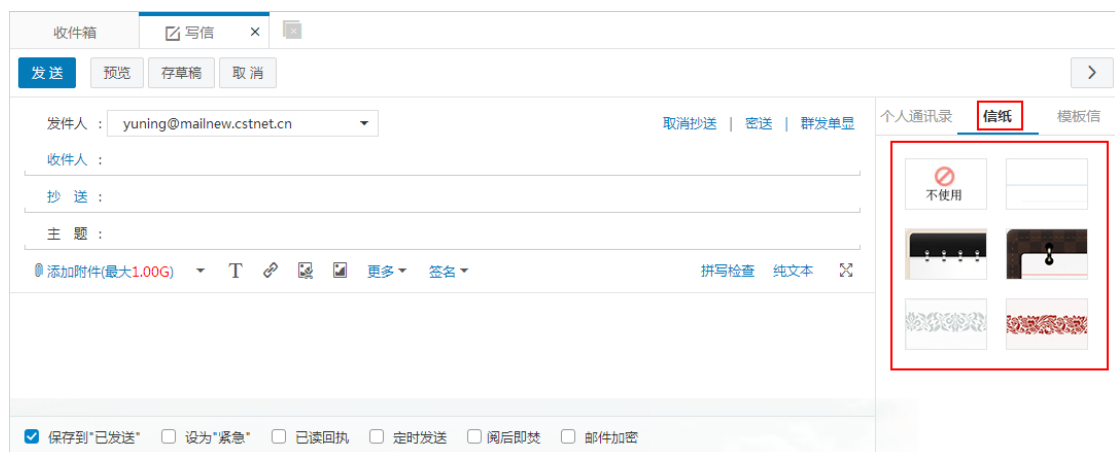 收件箱 写信
发送 预览 存草稿 取消
发件人 : yuning@mailnew.cstnet.cn 取消抄送 | 密送 | 群发单显
收件人 :
抄 送 :
主 题 :
添加附件(最大1.00G) T 更多 签名 拼写检查 纯文本
保存到"已发送" 设为"紧急" 已读回执 定时发送 阅后即焚 邮件加密
个人通讯录 信纸 模板信
不使用